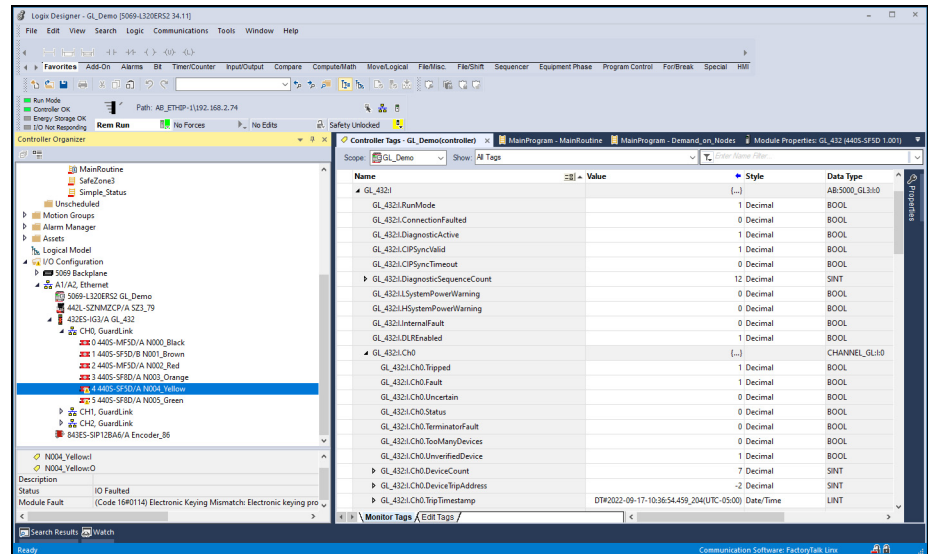 Logix Designer - GL_Demo [5069-L320ERS2 34.11]
File Edit View Search Logic Communications Tools Window Help
Favorites Add-On Alarms Bit Timer/Counter Input/Output Compare Compute/Math Move/Logical File/Misc. File/Shift Sequencer Equipment Phase Program Control For/Break Special HMI
Run Mode
Controller OK
Energy Storage OK
I/O Not Responding
Path: AB_ETHIP-1\192.168.2.74
Rem Run No Forces No Edits Safety Unlocked
Controller Organizer
MainRoutine
SafeZone3
Simple_Status
Unscheduled
Motion Groups
Alarm Manager
Assets
Logical Model
I/O Configuration
5069 Backplane
A1/A2, Ethernet
5069-L320ERS2 GL_Demo
442L-SZNMZCP/A SZ3_79
432ES-IG3/A GL_432
CH0, GuardLink
0 440S-MF5D/A N000_Black
1 440S-SF5D/B N001_Brown
2 440S-MF5D/A N002_Red
3 440S-SF8D/A N003_Orange
4 440S-SF5D/A N004_Yellow
5 440S-SF8D/A N005_Green
CH1, GuardLink
CH2, GuardLink
843ES-SIP12BA6/A Encoder_86
N004_Yellow:I
N004_Yellow:O
Description
Status IO Faulted
Module Fault (Code 16#0114) Electronic Keying Mismatch: Electronic keying pro
Controller Tags - GL_Demo(controller) MainProgram - MainRoutine MainProgram - Demand_on_Nodes Module Properties: GL_432 (440S-SF5D 1.001)
Scope: GL_Demo Show: All Tags Enter Name Filter...
Name Value Style Data Type
GL_432:I {...} AB:5000_GL3:I:0
GL_432:I.RunMode 1 Decimal BOOL
GL_432:I.ConnectionFaulted 0 Decimal BOOL
GL_432:I.DiagnosticActive 1 Decimal BOOL
GL_432:I.CIPSyncValid 1 Decimal BOOL
GL_432:I.CIPSyncTimeout 0 Decimal BOOL
GL_432:I.DiagnosticSequenceCount 12 Decimal SINT
GL_432:I.LSystemPowerWarning 0 Decimal BOOL
GL_432:I.HSystemPowerWarning 0 Decimal BOOL
GL_432:I.InternalFault 0 Decimal BOOL
GL_432:I.DLREnabled 1 Decimal BOOL
GL_432:I.Ch0 {...} CHANNEL_GL:I:0
GL_432:I.Ch0.Tripped 1 Decimal BOOL
GL_432:I.Ch0.Fault 1 Decimal BOOL
GL_432:I.Ch0.Uncertain 0 Decimal BOOL
GL_432:I.Ch0.Status 0 Decimal BOOL
GL_432:I.Ch0.TerminatorFault 0 Decimal BOOL
GL_432:I.Ch0.TooManyDevices 0 Decimal BOOL
GL_432:I.Ch0.UnverifiedDevice 1 Decimal BOOL
GL_432:I.Ch0.DeviceCount 7 Decimal SINT
GL_432:I.Ch0.DeviceTripAddress -2 Decimal SINT
GL_432:I.Ch0.TripTimestamp DT#2022-09-17-10:36:54.459_204(UTC-05:00) Date/Time LINT
Monitor Tags Edit Tags
Properties
Search Results Watch
Ready Communication Software: FactoryTalk Linx